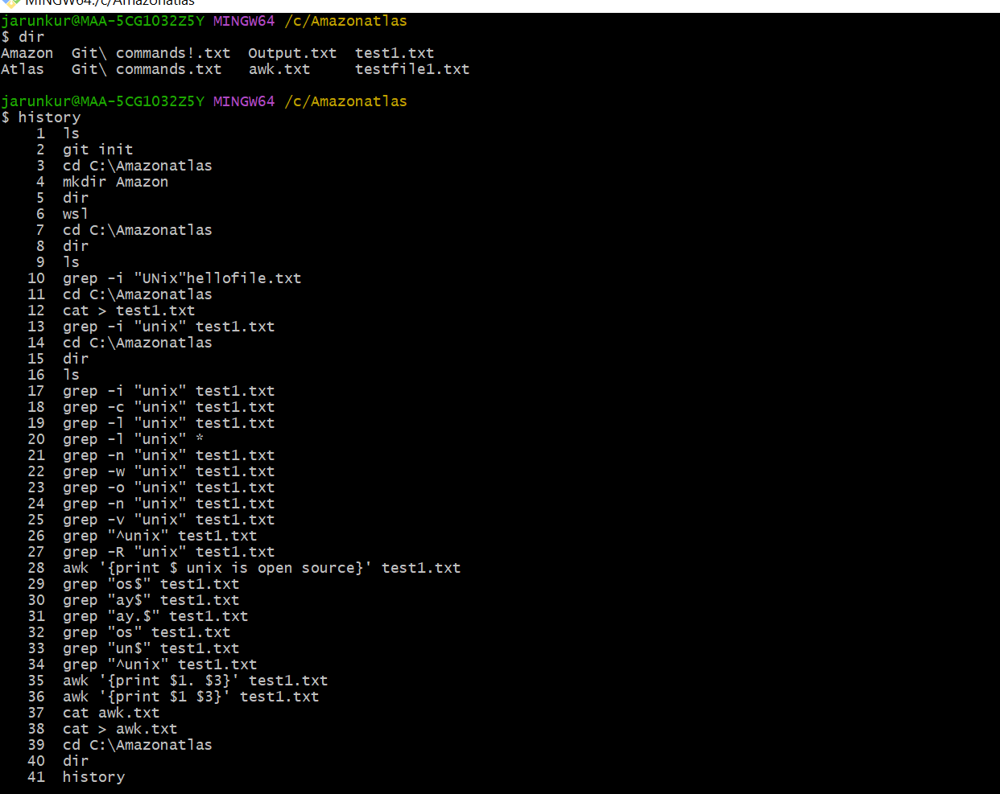 MINGW64:/c/Amazonatlas
jarunkur@MAA-5CG1032Z5Y MINGW64 /c/Amazonatlas
$ dir
Amazon  Git\ commands!.txt  Output.txt  test1.txt
Atlas   Git\ commands.txt   awk.txt     testfile1.txt
jarunkur@MAA-5CG1032Z5Y MINGW64 /c/Amazonatlas
$ history
1  ls
2  git init
3  cd C:\Amazonatlas
4  mkdir Amazon
5  dir
6  wsl
7  cd C:\Amazonatlas
8  dir
9  ls
10  grep -i "UNix"hellofile.txt
11  cd C:\Amazonatlas
12  cat > test1.txt
13  grep -i "unix" test1.txt
14  cd C:\Amazonatlas
15  dir
16  ls
17  grep -i "unix" test1.txt
18  grep -c "unix" test1.txt
19  grep -l "unix" test1.txt
20  grep -l "unix" *
21  grep -n "unix" test1.txt
22  grep -w "unix" test1.txt
23  grep -o "unix" test1.txt
24  grep -n "unix" test1.txt
25  grep -v "unix" test1.txt
26  grep "^unix" test1.txt
27  grep -R "unix" test1.txt
28  awk '{print $ unix is open source}' test1.txt
29  grep "os$" test1.txt
30  grep "ay$" test1.txt
31  grep "ay.$" test1.txt
32  grep "os" test1.txt
33  grep "un$" test1.txt
34  grep "^unix" test1.txt
35  awk '{print $1. $3}' test1.txt
36  awk '{print $1 $3}' test1.txt
37  cat awk.txt
38  cat > awk.txt
39  cd C:\Amazonatlas
40  dir
41  history